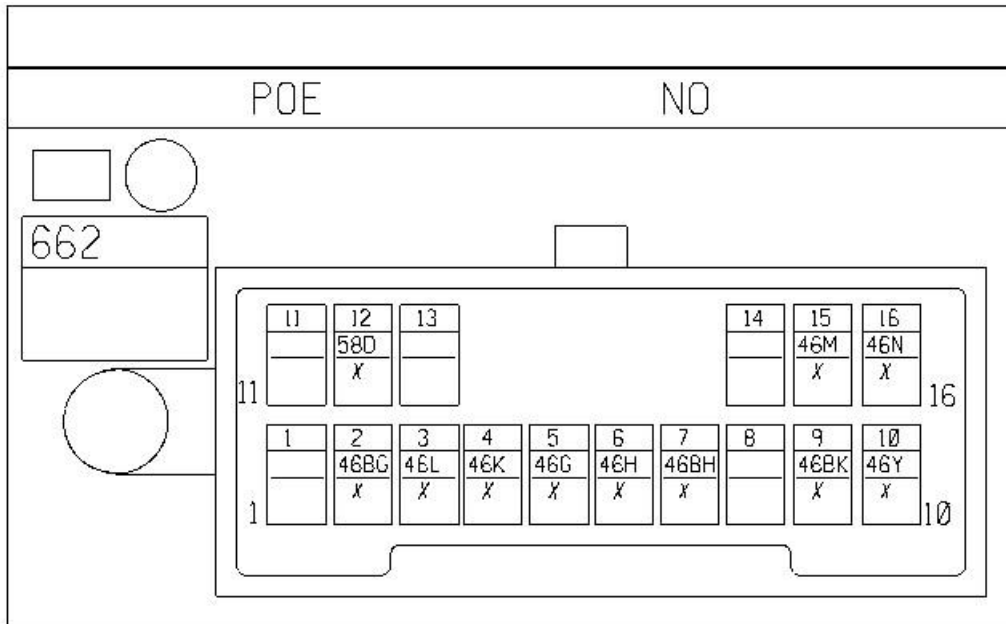 POE NO
662
11 12 13 14 15 16
58D 46M 46N
X X X
11 16
1 2 3 4 5 6 7 8 9 10
46BG 46L 46K 46G 46H 46BH 46BK 46Y
X X X X X X X X
1 10